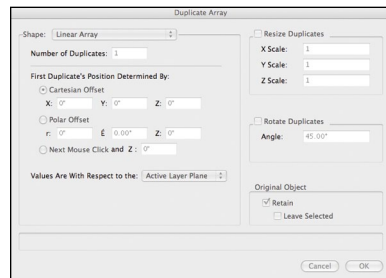 Duplicate Array
Shape: Linear Array
Number of Duplicates: 1
First Duplicate's Position Determined By:
Cartesian Offset
X: 0" Y: 0" Z: 0"
Polar Offset
r: 0" É 0.00° Z: 0"
Next Mouse Click and Z: 0"
Values Are With Respect to the: Active Layer Plane
Resize Duplicates
X Scale: 1
Y Scale: 1
Z Scale: 1
Rotate Duplicates
Angle: 45.00°
Original Object
Retain
Leave Selected
Cancel OK